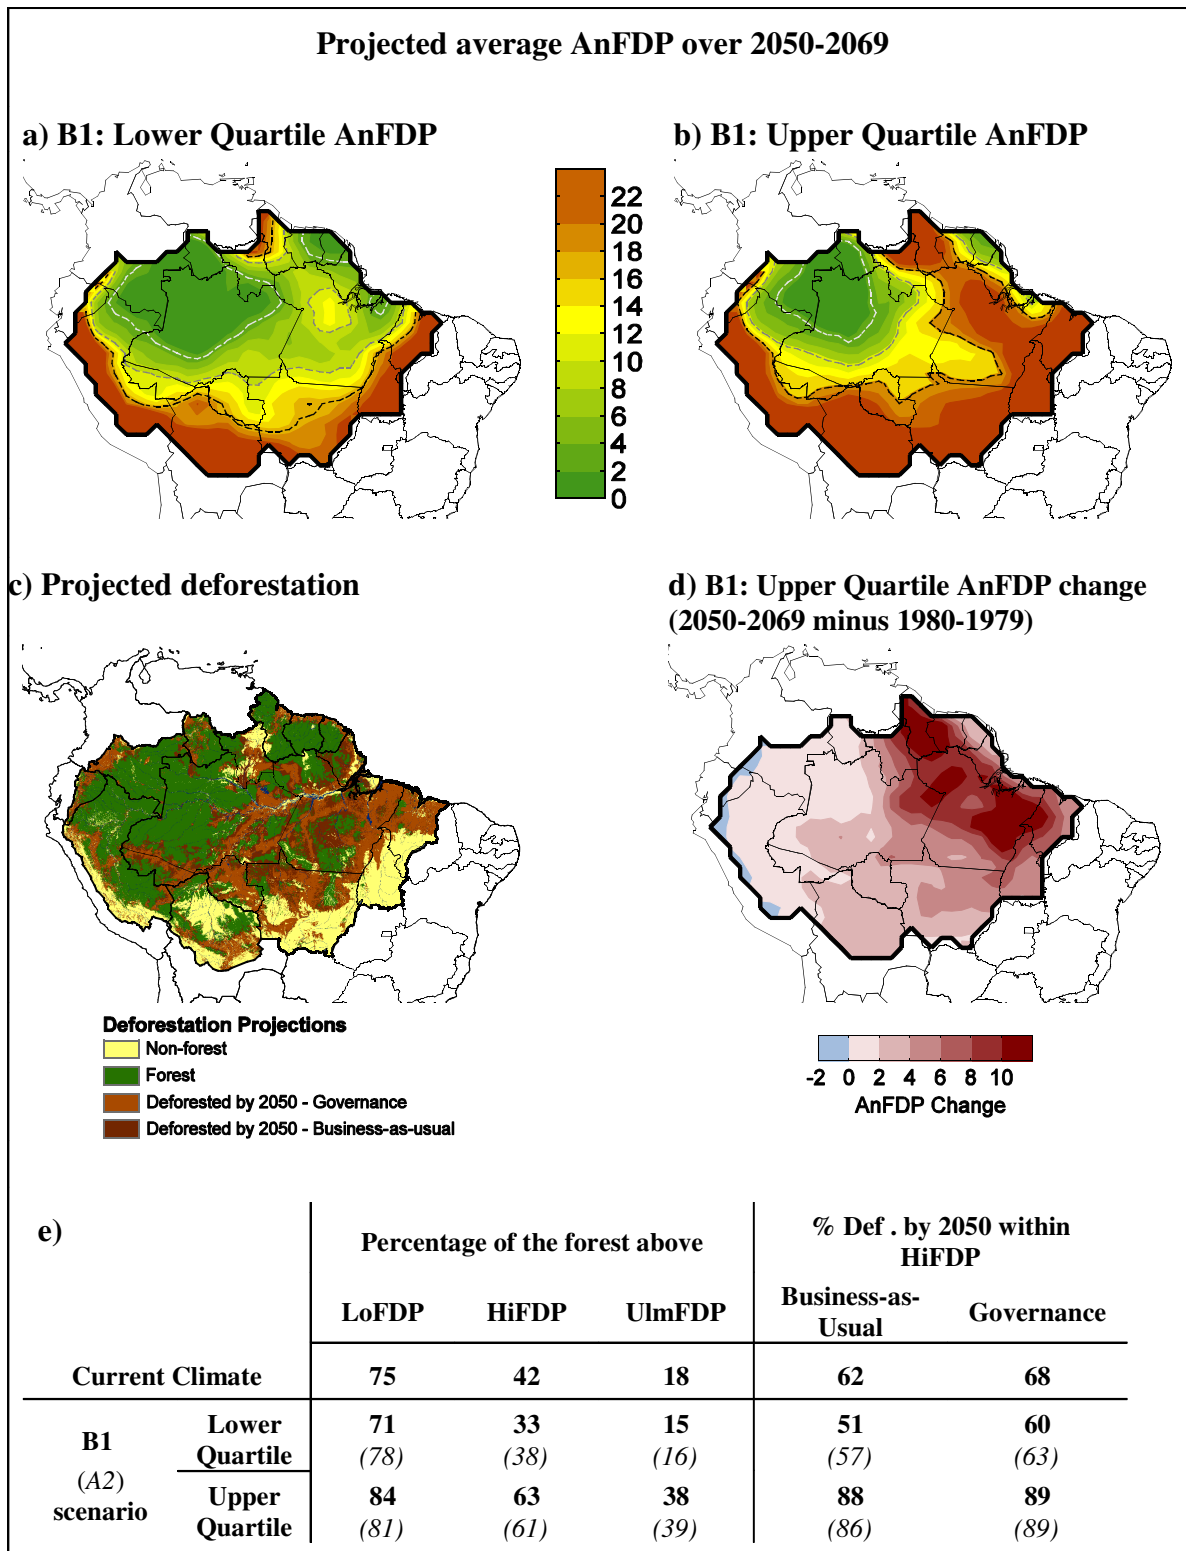 Projected average AnFDP over 2050-2069
a) B1: Lower Quartile AnFDP
b) B1: Upper Quartile AnFDP
22
20
18
16
14
12
10
8
6
4
2
0
c) Projected deforestation
d) B1: Upper Quartile AnFDP change
(2050-2069 minus 1980-1979)
Deforestation Projections
Non-forest
Forest
Deforested by 2050 - Governance
Deforested by 2050 - Business-as-usual
-2 0 2 4 6 8 10
AnFDP Change
e)
Percentage of the forest above
% Def . by 2050 within
HiFDP
LoFDP HiFDP UlmFDP Business-as-
Usual Governance
Current Climate 75 42 18 62 68
B1
(A2)
scenario
Lower
Quartile
71 33 15 51 60
(78) (38) (16) (57) (63)
Upper
Quartile
84 63 38 88 89
(81) (61) (39) (86) (89)